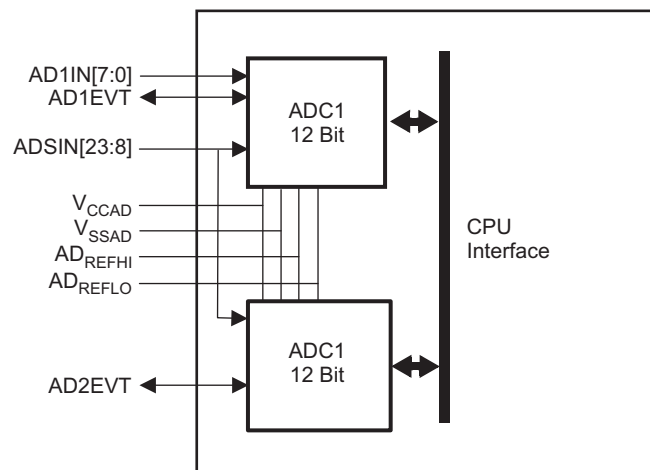 AD1IN[7:0]
AD1EVT
ADSIN[23:8]
VCCAD
VSSAD
ADREFHI
ADREFLO
AD2EVT
ADC1
12 Bit
ADC1
12 Bit
CPU
Interface